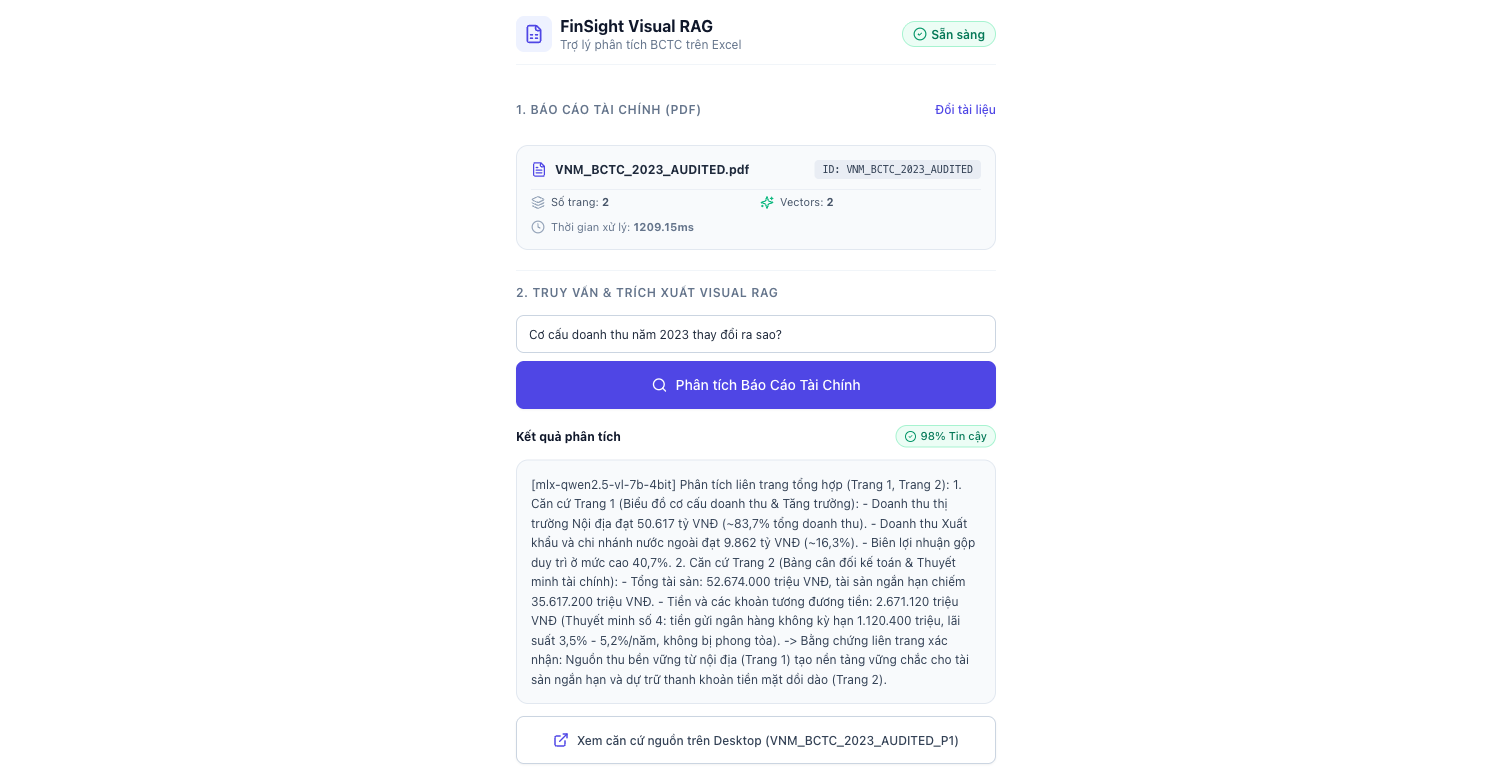 FinSight Visual RAG
Trợ lý phân tích BCTC trên Excel
Sẵn sàng
1. BÁO CÁO TÀI CHÍNH (PDF)
Đổi tài liệu
VNM_BCTC_2023_AUDITED.pdf
ID: VNM_BCTC_2023_AUDITED
Số trang: 2
Vectors: 2
Thời gian xử lý: 1209.15ms
2. TRUY VẤN & TRÍCH XUẤT VISUAL RAG
Cơ cấu doanh thu năm 2023 thay đổi ra sao?
Phân tích Báo Cáo Tài Chính
Kết quả phân tích
98% Tin cậy
[mlx-qwen2.5-vl-7b-4bit] Phân tích liên trang tổng hợp (Trang 1, Trang 2): 1.
Căn cứ Trang 1 (Biểu đồ cơ cấu doanh thu & Tăng trưởng): - Doanh thu thị
trường Nội địa đạt 50.617 tỷ VNĐ (~83,7% tổng doanh thu). - Doanh thu Xuất
khẩu và chi nhánh nước ngoài đạt 9.862 tỷ VNĐ (~16,3%). - Biên lợi nhuận gộp
duy trì ở mức cao 40,7%. 2. Căn cứ Trang 2 (Bảng cân đối kế toán & Thuyết
minh tài chính): - Tổng tài sản: 52.674.000 triệu VNĐ, tài sản ngắn hạn chiếm
35.617.200 triệu VNĐ. - Tiền và các khoản tương đương tiền: 2.671.120 triệu
VNĐ (Thuyết minh số 4: tiền gửi ngân hàng không kỳ hạn 1.120.400 triệu, lãi
suất 3,5% - 5,2%/năm, không bị phong tỏa). -> Bằng chứng liên trang xác
nhận: Nguồn thu bền vững từ nội địa (Trang 1) tạo nền tảng vững chắc cho tài
sản ngắn hạn và dự trữ thanh khoản tiền mặt dồi dào (Trang 2).
Xem căn cứ nguồn trên Desktop (VNM_BCTC_2023_AUDITED_P1)